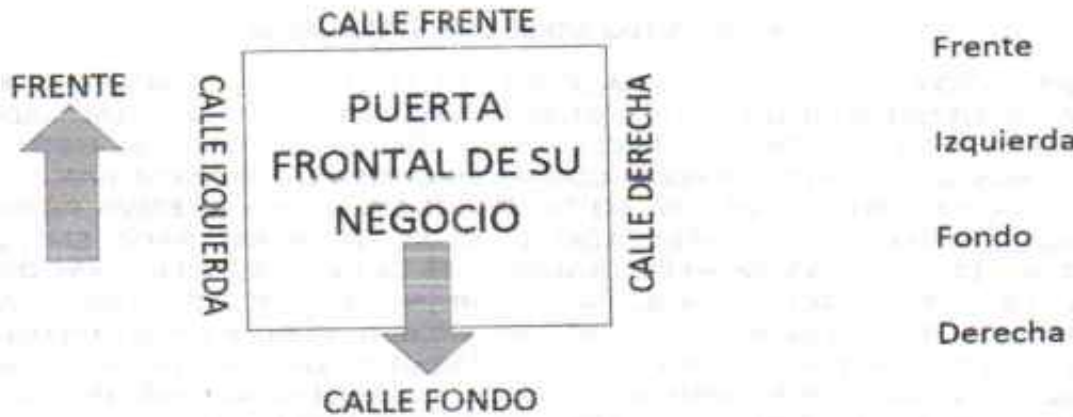 CALLE FRENTE
FRENTE
CALLE IZQUIERDA
PUERTA
FRONTAL DE SU
NEGOCIO
CALLE DERECHA
CALLE FONDO
Frente
Izquierda
Fondo
Derecha